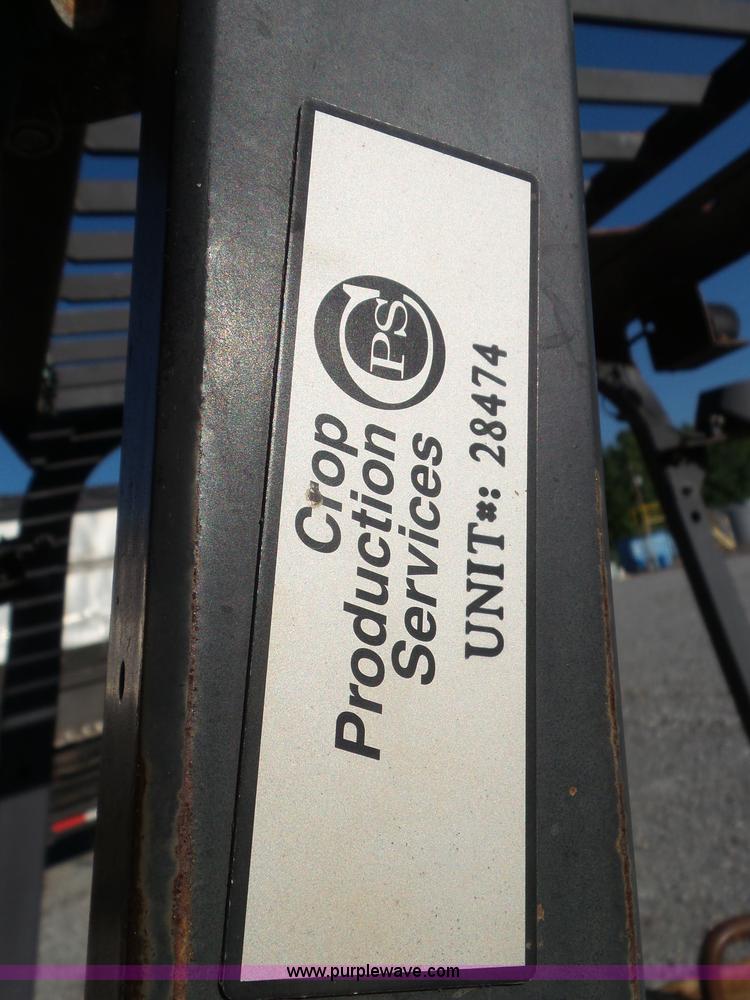 CPS
Crop
Production
Services
UNIT#: 28474
www.purplewave.com